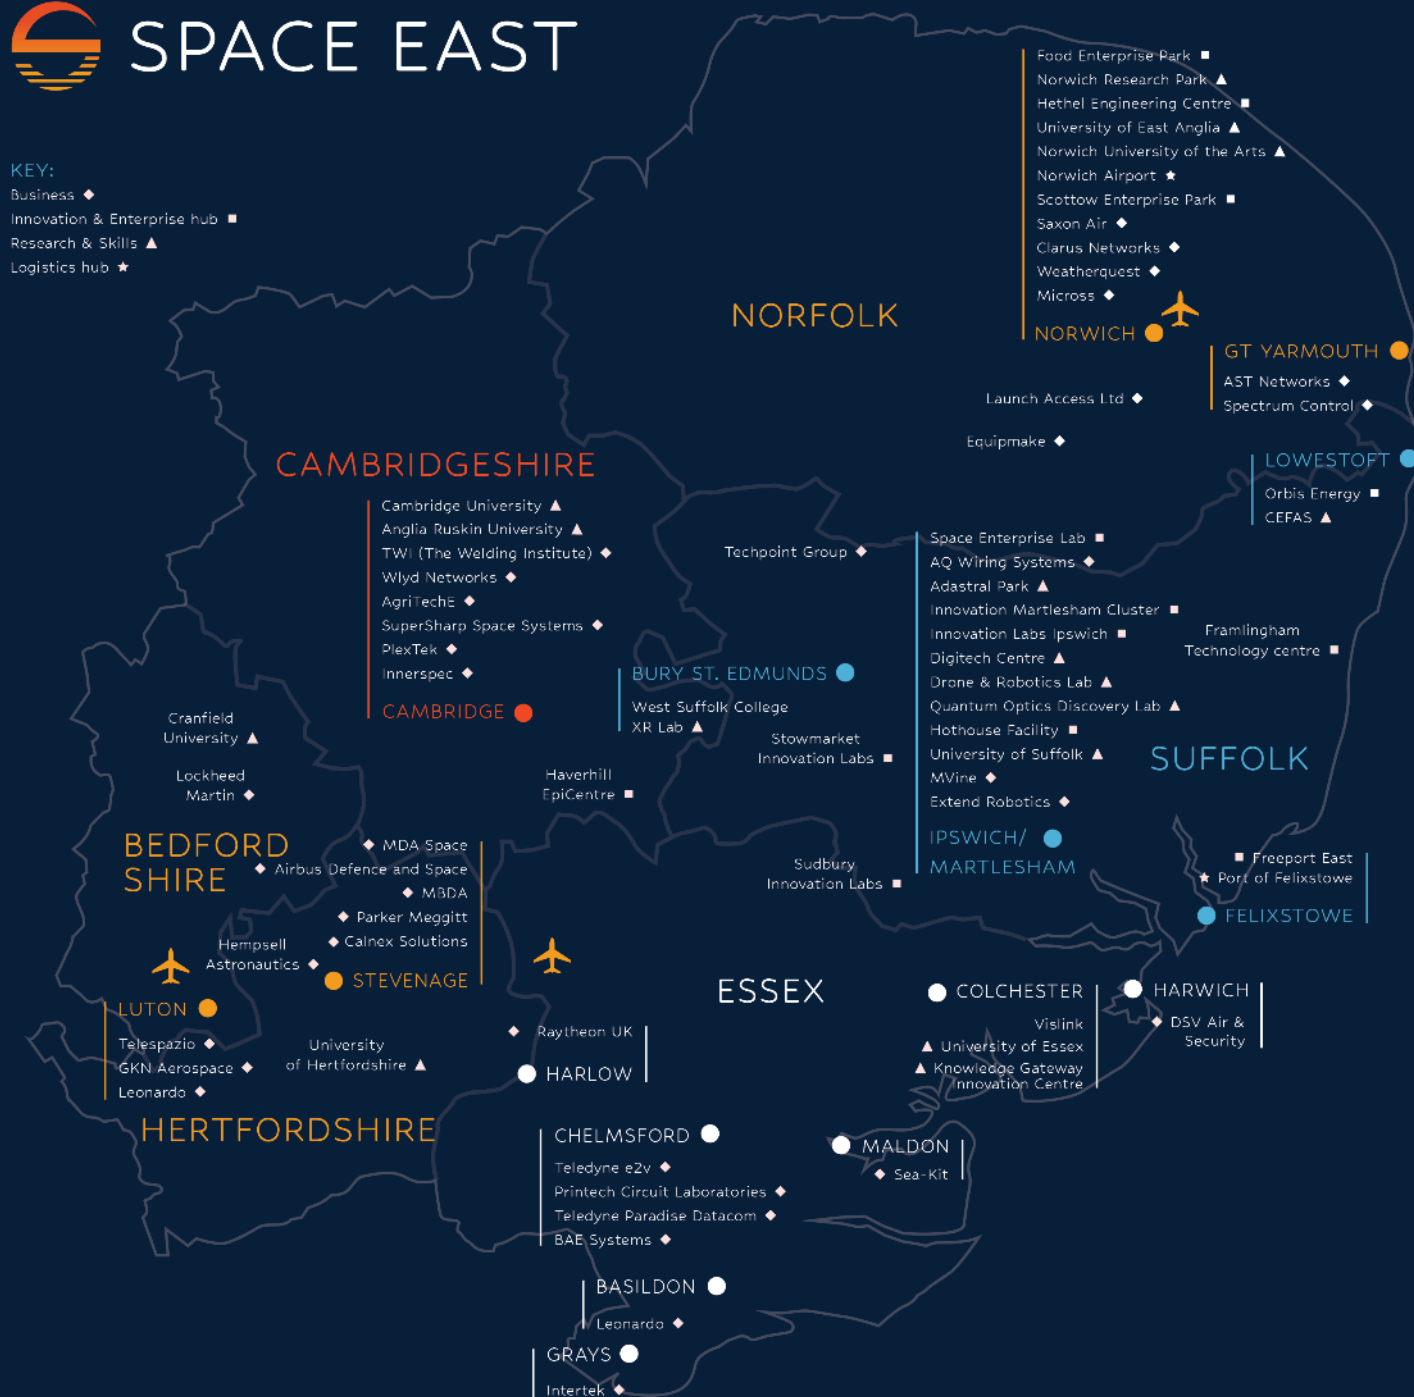 SPACE EAST
KEY:
Business
Innovation & Enterprise hub
Research & Skills
Logistics hub
Food Enterprise Park
Norwich Research Park
Hethel Engineering Centre
University of East Anglia
Norwich University of the Arts
Norwich Airport
Scottow Enterprise Park
Saxon Air
Clarus Networks
Weatherquest
Micross
NORWICH
NORFOLK
GT YARMOUTH
AST Networks
Spectrum Control
Launch Access Ltd
Equipmake
LOWESTOFT
Orbis Energy
CEFAS
CAMBRIDGESHIRE
Cambridge University
Anglia Ruskin University
TWI (The Welding Institute)
Wlyd Networks
AgriTechE
SuperSharp Space Systems
PlexTek
Innerspec
CAMBRIDGE
Techpoint Group
Space Enterprise Lab
AQ Wiring Systems
Adastral Park
Innovation Martlesham Cluster
Innovation Labs Ipswich
Digitech Centre
Drone & Robotics Lab
Quantum Optics Discovery Lab
Hothouse Facility
University of Suffolk
MVine
Extend Robotics
IPSWICH/
MARTLESHAM
Framlingham
Technology centre
BURY ST. EDMUNDS
West Suffolk College
XR Lab
Stowmarket
Innovation Labs
SUFFOLK
Cranfield
University
Lockheed
Martin
Haverhill
EpiCentre
BEDFORD
SHIRE
MDA Space
Airbus Defence and Space
MBDA
Parker Meggitt
Calnex Solutions
STEVENAGE
Hempsell
Astronautics
Sudbury
Innovation Labs
Freeport East
Port of Felixstowe
FELIXSTOWE
LUTON
Telespazio
GKN Aerospace
Leonardo
University
of Hertfordshire
HERTFORDSHIRE
ESSEX
Raytheon UK
HARLOW
COLCHESTER
Vislink
University of Essex
Knowledge Gateway
Innovation Centre
HARWICH
DSV Air &
Security
CHELMSFORD
Teledyne e2v
Printech Circuit Laboratories
Teledyne Paradise Datacom
BAE Systems
MALDON
Sea-Kit
BASILDON
Leonardo
GRAYS
Intertek